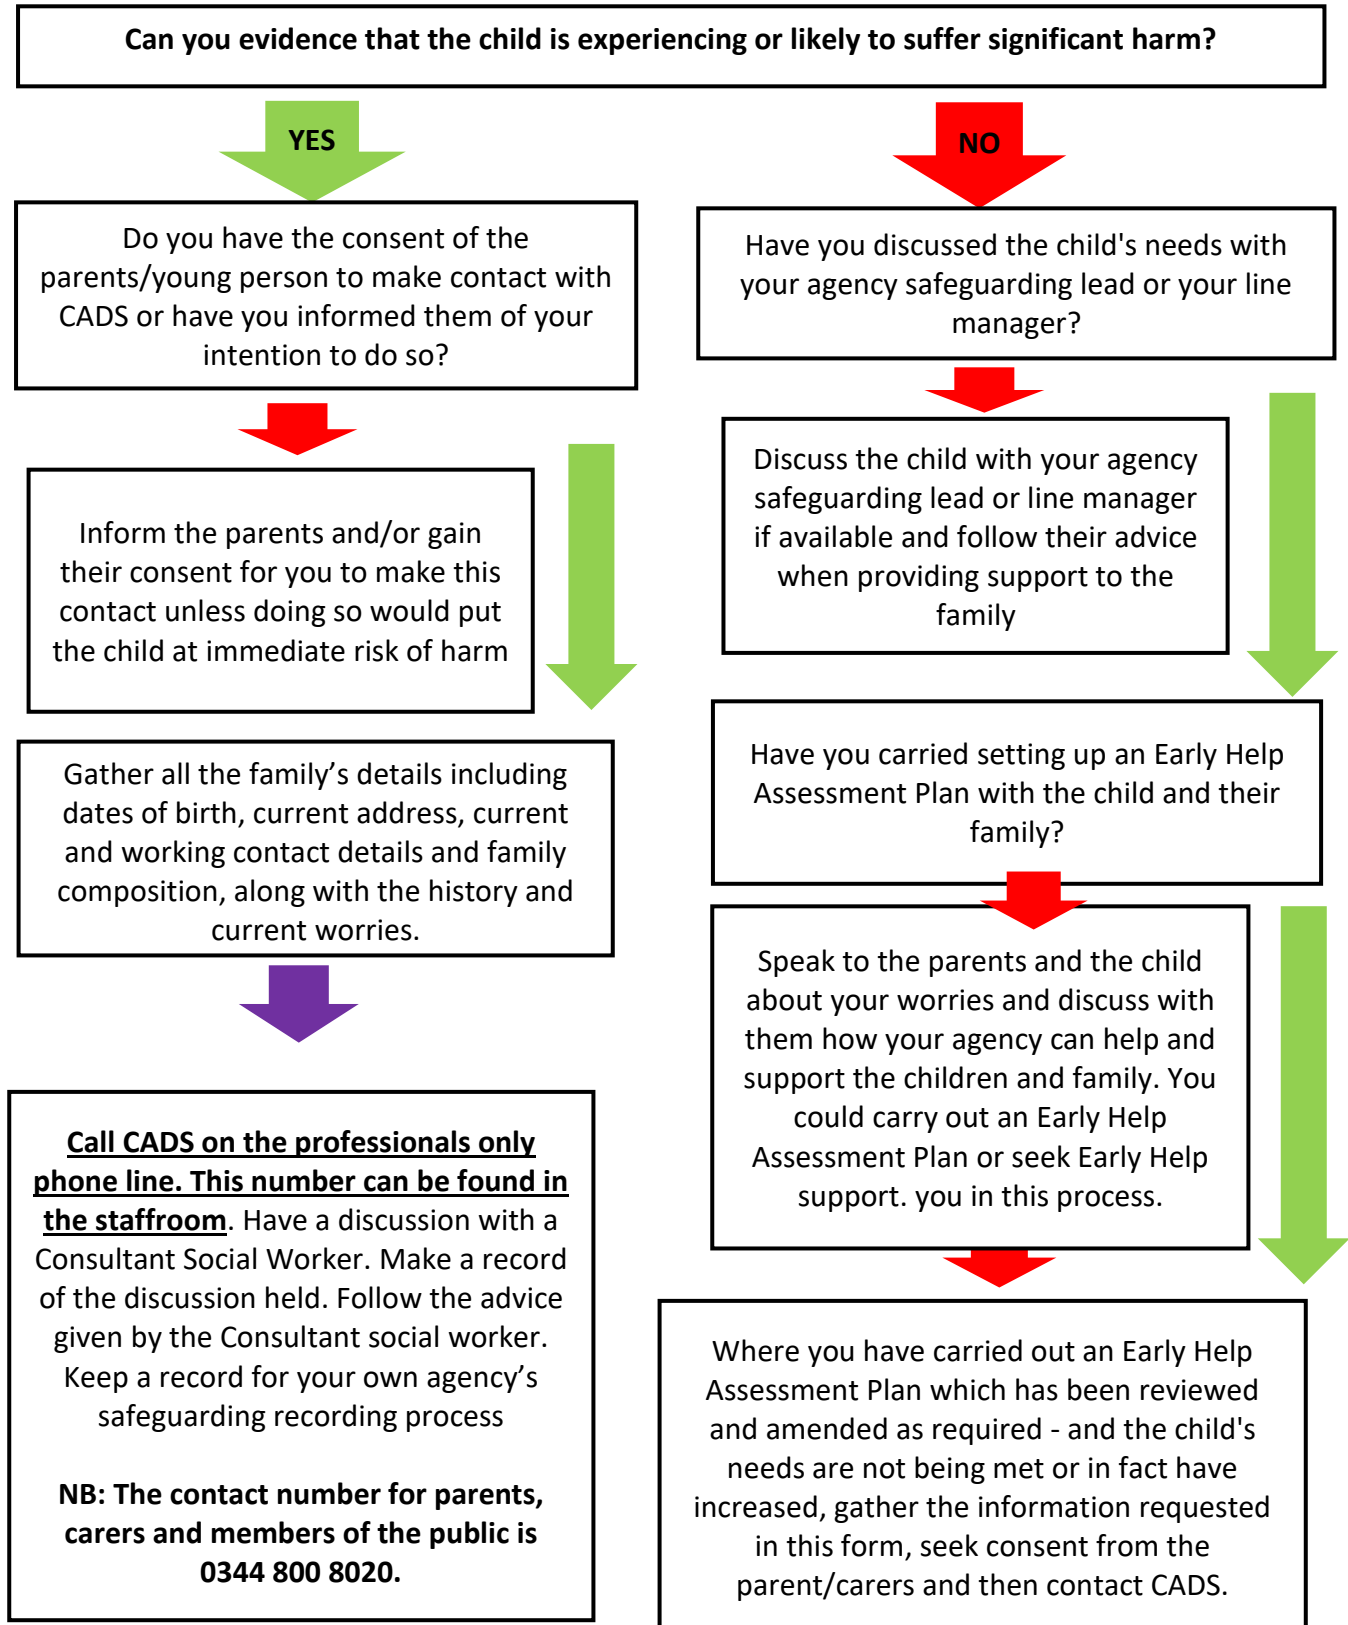 Can you evidence that the child is experiencing or likely to suffer significant harm?
YES
NO
Do you have the consent of the
parents/young person to make contact with
CADS or have you informed them of your
intention to do so?
Inform the parents and/or gain
their consent for you to make this
contact unless doing so would put
the child at immediate risk of harm
Gather all the family’s details including
dates of birth, current address, current
and working contact details and family
composition, along with the history and
current worries.
Call CADS on the professionals only
phone line. This number can be found in
the staffroom. Have a discussion with a
Consultant Social Worker. Make a record
of the discussion held. Follow the advice
given by the Consultant social worker.
Keep a record for your own agency’s
safeguarding recording process
NB: The contact number for parents,
carers and members of the public is
0344 800 8020.
Have you discussed the child's needs with
your agency safeguarding lead or your line
manager?
Discuss the child with your agency
safeguarding lead or line manager
if available and follow their advice
when providing support to the
family
Have you carried setting up an Early Help
Assessment Plan with the child and their
family?
Speak to the parents and the child
about your worries and discuss with
them how your agency can help and
support the children and family. You
could carry out an Early Help
Assessment Plan or seek Early Help
support. you in this process.
Where you have carried out an Early Help
Assessment Plan which has been reviewed
and amended as required - and the child's
needs are not being met or in fact have
increased, gather the information requested
in this form, seek consent from the
parent/carers and then contact CADS.